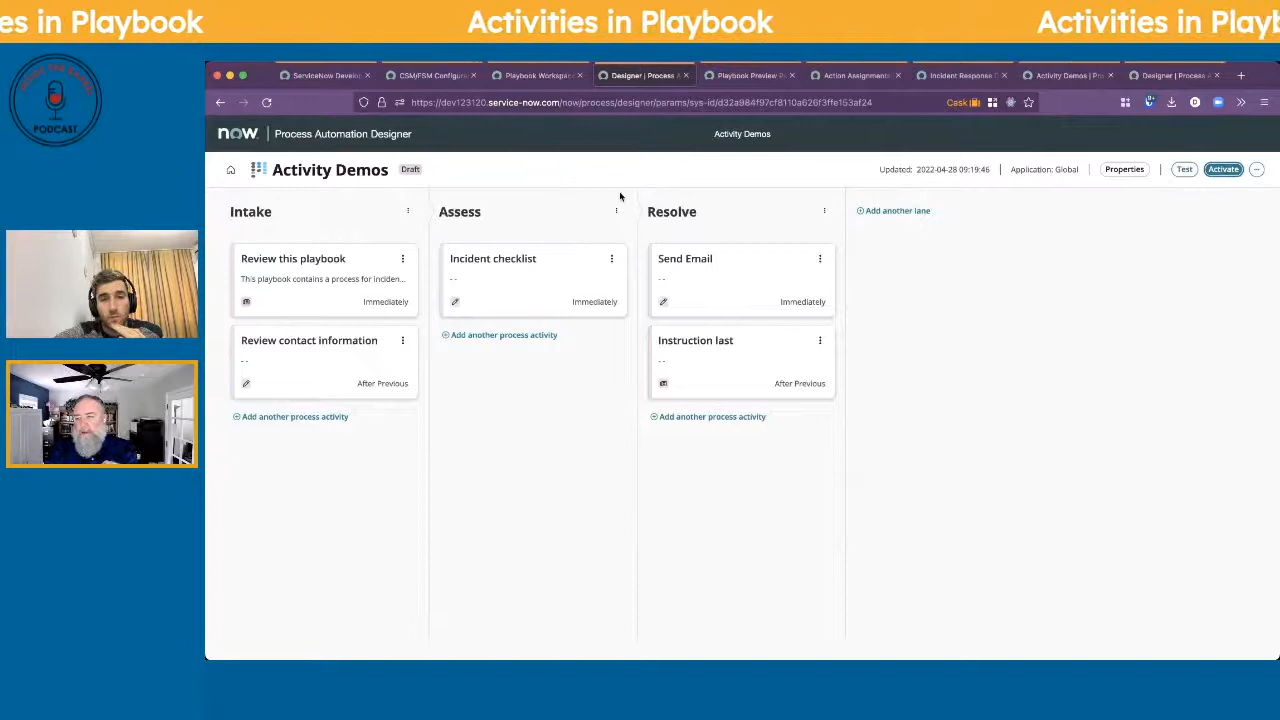 es in Playbook
Activities in Playbook
Activities in Playb
PODCAST
ServiceNow Develo
CSM/FSM Configur
Playbook Workspac
Designer | Process A
Playbook Preview P
Action Assignments
Incident Response D
Activity Demos | Pro
Designer | Process A
https://dev123120.service-now.com/now/process/designer/params/sys-id/d32a984f97cf8110a626f3ffe153af24
Cask
now
Process Automation Designer
Activity Demos
Activity Demos
Draft
Updated: 2022-04-28 09:19:46
Application: Global
Properties
Test
Activate
Intake
Assess
Resolve
Add another lane
Review this playbook
This playbook contains a process for inciden...
Immediately
Review contact information
--
After Previous
Add another process activity
Incident checklist
--
Immediately
Add another process activity
Send Email
--
Immediately
Instruction last
--
After Previous
Add another process activity